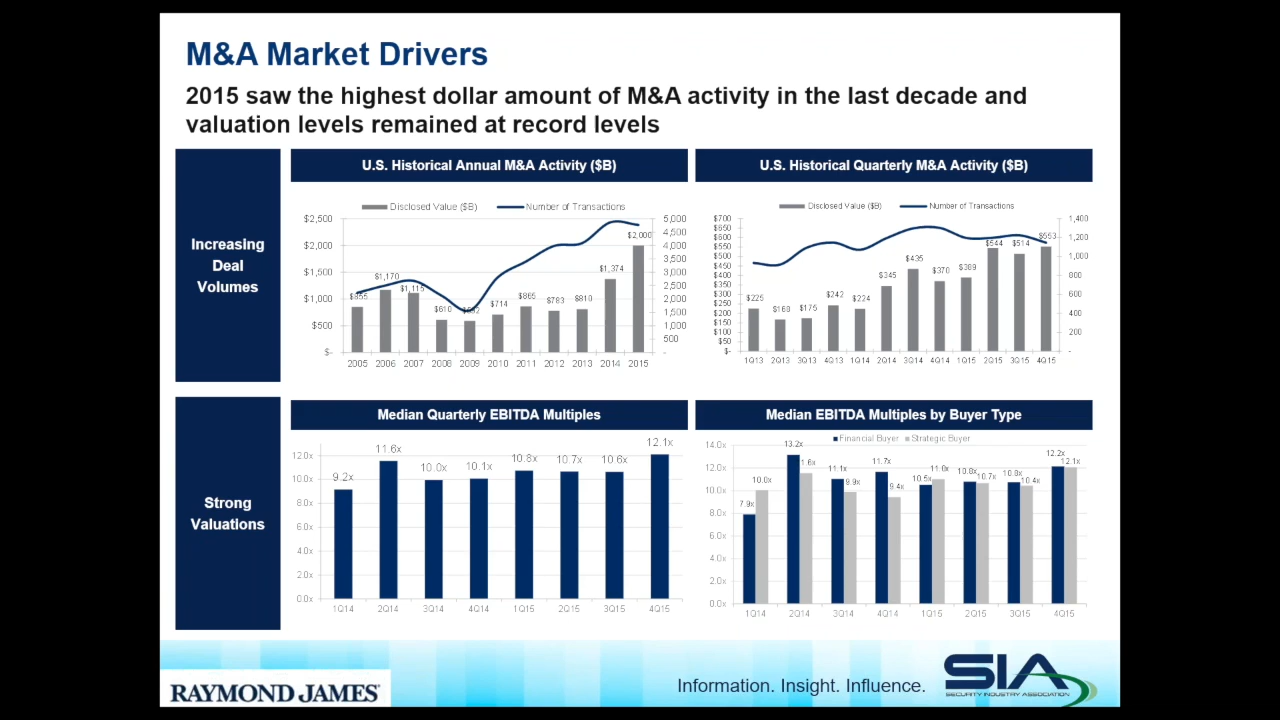 M&A Market Drivers
2015 saw the highest dollar amount of M&A activity in the last decade and
valuation levels remained at record levels
Increasing
Deal
Volumes
U.S. Historical Annual M&A Activity ($B)
Disclosed Value ($B) Number of Transactions
$2,500
$2,000
$1,500
$1,000
$500
$-
5,000
4,500
4,000
3,500
3,000
2,500
2,000
1,500
1,000
500
-
$855 $1,170 $1,115 $610 $714 $865 $783 $810 $1,374 $2,000
2005 2006 2007 2008 2009 2010 2011 2012 2013 2014 2015
U.S. Historical Quarterly M&A Activity ($B)
Disclosed Value ($B) Number of Transactions
$700
$650
$600
$550
$500
$450
$400
$350
$300
$250
$200
$150
$100
$50
$-
1,400
1,200
1,000
800
600
400
200
-
$225 $168 $175 $242 $224 $345 $435 $370 $389 $544 $514 $553
1Q13 2Q13 3Q13 4Q13 1Q14 2Q14 3Q14 4Q14 1Q15 2Q15 3Q15 4Q15
Strong
Valuations
Median Quarterly EBITDA Multiples
12.0x
10.0x
8.0x
6.0x
4.0x
2.0x
0.0x
9.2x 11.6x 10.0x 10.1x 10.8x 10.7x 10.6x 12.1x
1Q14 2Q14 3Q14 4Q14 1Q15 2Q15 3Q15 4Q15
Median EBITDA Multiples by Buyer Type
Financial Buyer Strategic Buyer
14.0x
12.0x
10.0x
8.0x
6.0x
4.0x
2.0x
0.0x
7.9x 10.0x 13.2x 1.6x 11.1x 9.9x 11.7x 9.4x 10.5x 11.0x 10.8x 10.7x 10.8x 10.4x 12.2x 12.1x
1Q14 2Q14 3Q14 4Q14 1Q15 2Q15 3Q15 4Q15
RAYMOND JAMES®
Information. Insight. Influence.
SIA
SECURITY INDUSTRY ASSOCIATION